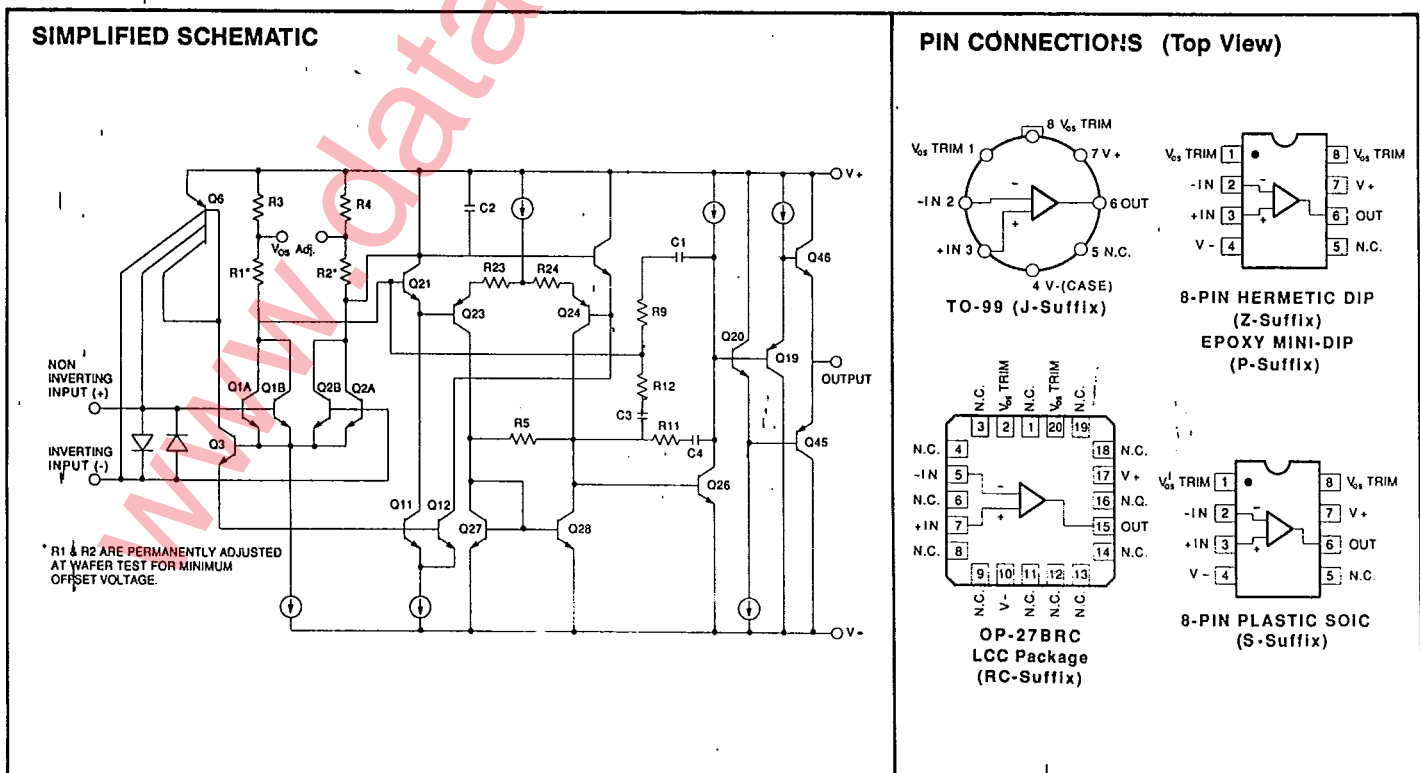 SIMPLIFIED SCHEMATIC
Q6
R3
R4
C2
V+
Vos Adj.
R1*
R2*
Q21
R23
R24
C1
Q46
Q23
Q24
R9
Q20
Q19
NON
INVERTING
INPUT (+)
Q1A
Q1B
Q2B
Q2A
R12
OUTPUT
C3
Q3
R5
R11
C4
Q45
INVERTING
INPUT (-)
Q26
Q11
Q12
Q27
Q28
* R1 & R2 ARE PERMANENTLY ADJUSTED
AT WAFER TEST FOR MINIMUM
OFFSET VOLTAGE.
V-
www.data
PIN CONNECTIONS (Top View)
8 Vos TRIM
Vos TRIM 1
7 V+
-IN 2
-
6 OUT
+
+IN 3
5 N.C.
4 V-(CASE)
TO-99 (J-Suffix)
Vos TRIM 1
8 Vos TRIM
-IN 2
-
7 V+
+IN 3
+
6 OUT
V- 4
5 N.C.
8-PIN HERMETIC DIP
(Z-Suffix)
EPOXY MINI-DIP
(P-Suffix)
N.C. Vos TRIM N.C. Vos TRIM N.C.
3 2 1 20 19
N.C. 4
18 N.C.
-IN 5
-
17 V+
N.C. 6
16 N.C.
+IN 7
+
15 OUT
N.C. 8
14 N.C.
9 10 11 12 13
N.C. V- N.C. N.C. N.C.
OP-27BRC
LCC Package
(RC-Suffix)
Vos TRIM 1
8 Vos TRIM
-IN 2
-
7 V+
+IN 3
+
6 OUT
V- 4
5 N.C.
8-PIN PLASTIC SOIC
(S-Suffix)